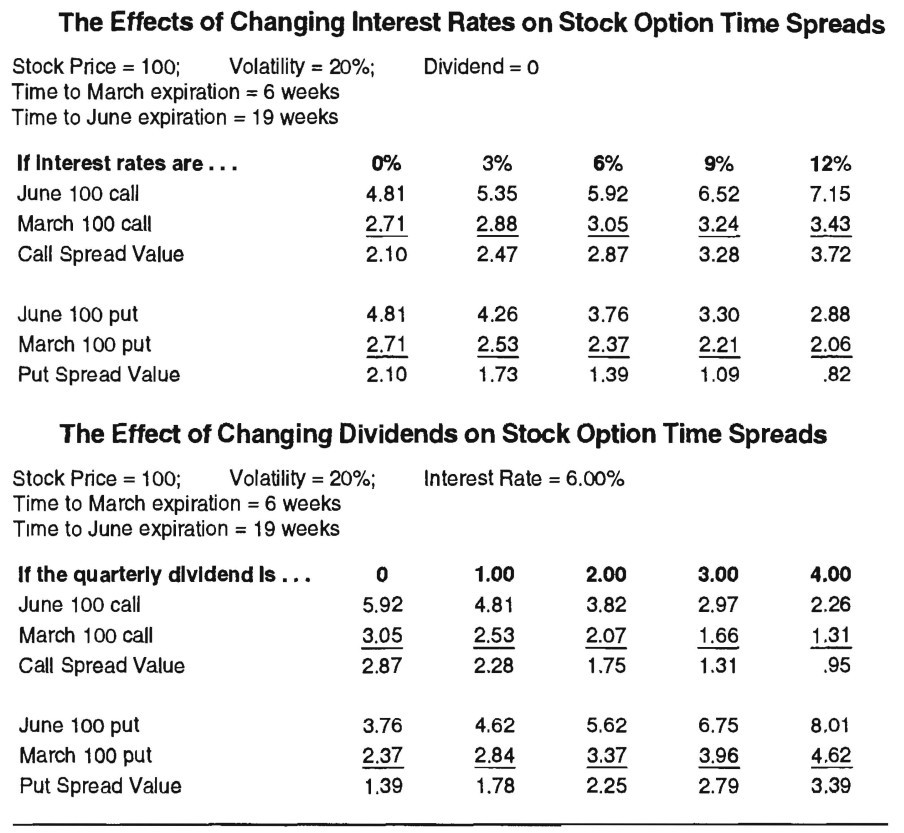 The Effects of Changing Interest Rates on Stock Option Time Spreads
Stock Price = 100; Volatility = 20%; Dividend = 0
Time to March expiration = 6 weeks
Time to June expiration = 19 weeks
If interest rates are . . . 0% 3% 6% 9% 12%
June 100 call 4.81 5.35 5.92 6.52 7.15
March 100 call 2.71 2.88 3.05 3.24 3.43
Call Spread Value 2.10 2.47 2.87 3.28 3.72
June 100 put 4.81 4.26 3.76 3.30 2.88
March 100 put 2.71 2.53 2.37 2.21 2.06
Put Spread Value 2.10 1.73 1.39 1.09 .82
The Effect of Changing Dividends on Stock Option Time Spreads
Stock Price = 100; Volatility = 20%; Interest Rate = 6.00%
Time to March expiration = 6 weeks
Time to June expiration = 19 weeks
If the quarterly dividend is . . . 0 1.00 2.00 3.00 4.00
June 100 call 5.92 4.81 3.82 2.97 2.26
March 100 call 3.05 2.53 2.07 1.66 1.31
Call Spread Value 2.87 2.28 1.75 1.31 .95
June 100 put 3.76 4.62 5.62 6.75 8.01
March 100 put 2.37 2.84 3.37 3.96 4.62
Put Spread Value 1.39 1.78 2.25 2.79 3.39